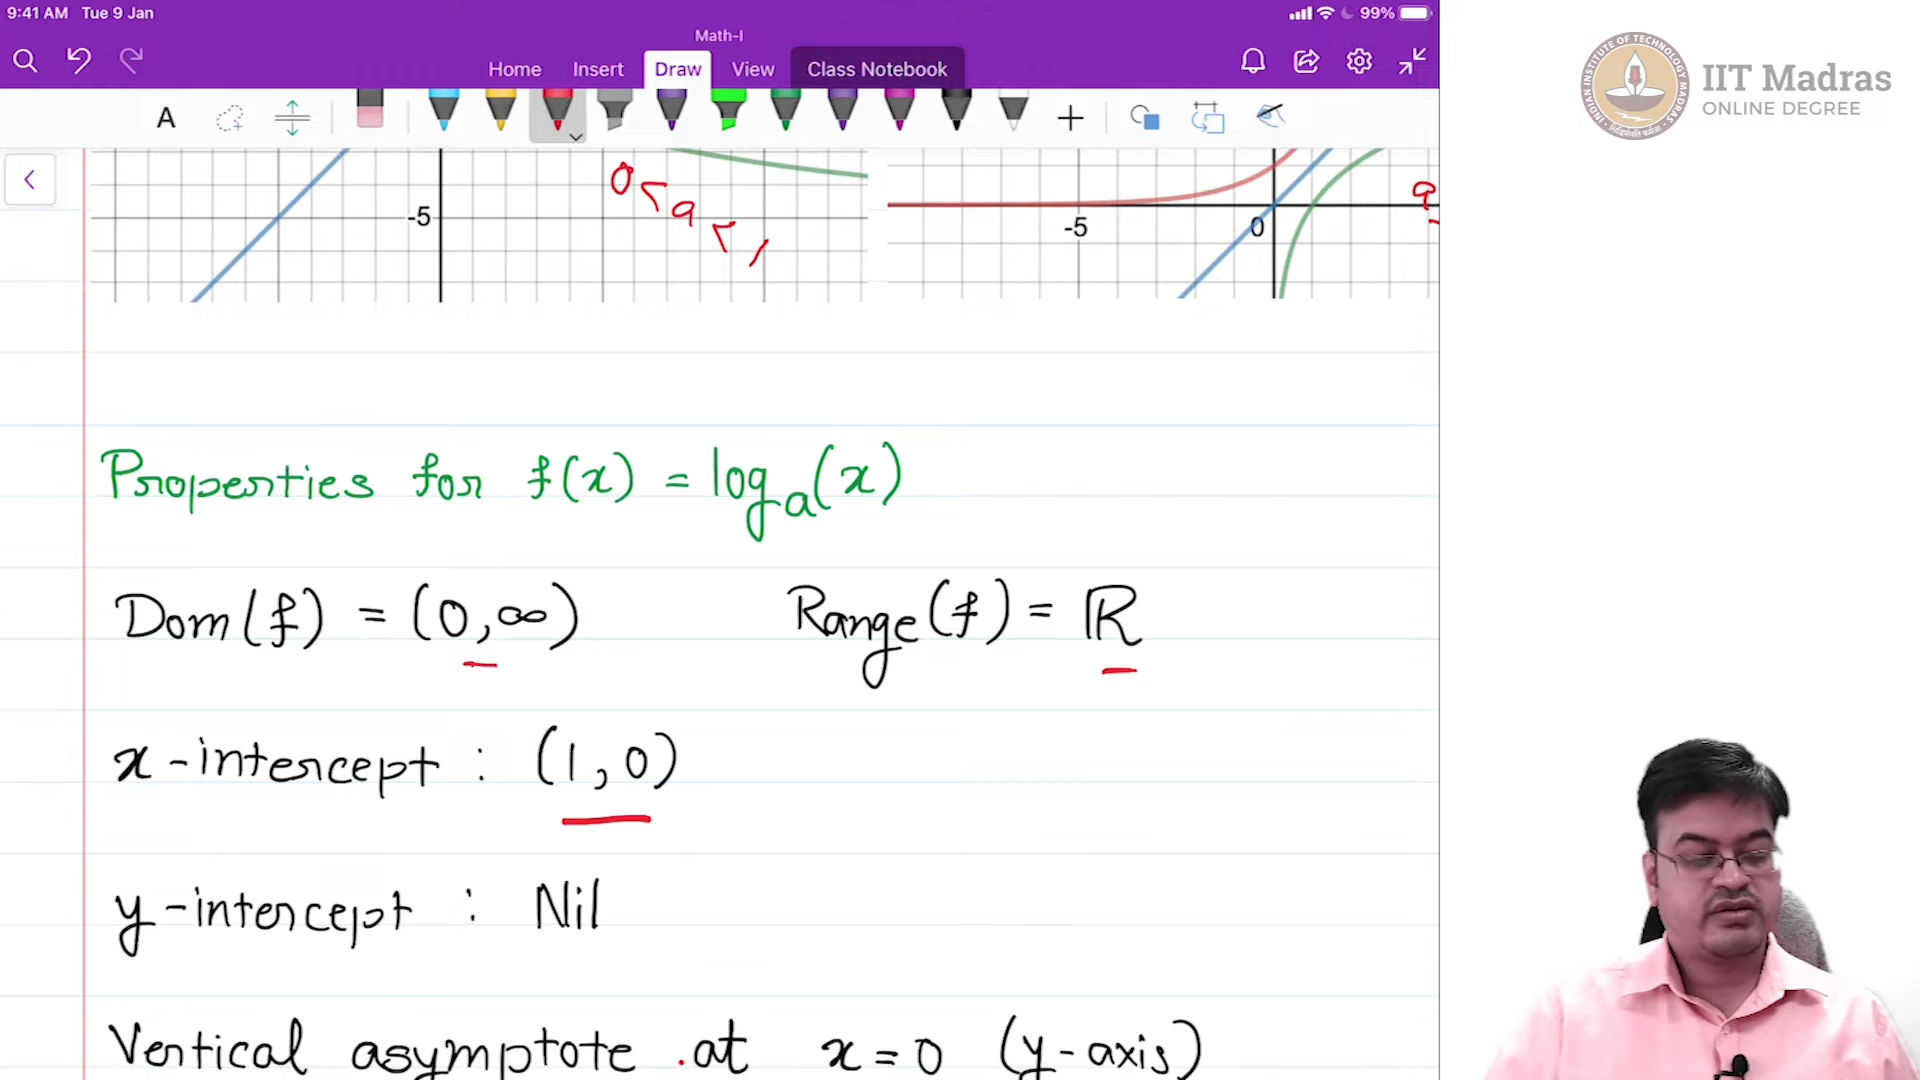 9:41 AM Tue 9 Jan
99%
Math-I
Home Insert Draw View Class Notebook
A
IIT Madras
ONLINE DEGREE
-5
0 < a < 1
-5
0
a
Properties for f(x) = log_a(x)
Dom(f) = (0, ∞) Range(f) = ℝ
x-intercept : (1, 0)
y-intercept : Nil
Vertical asymptote at x = 0 (y-axis)